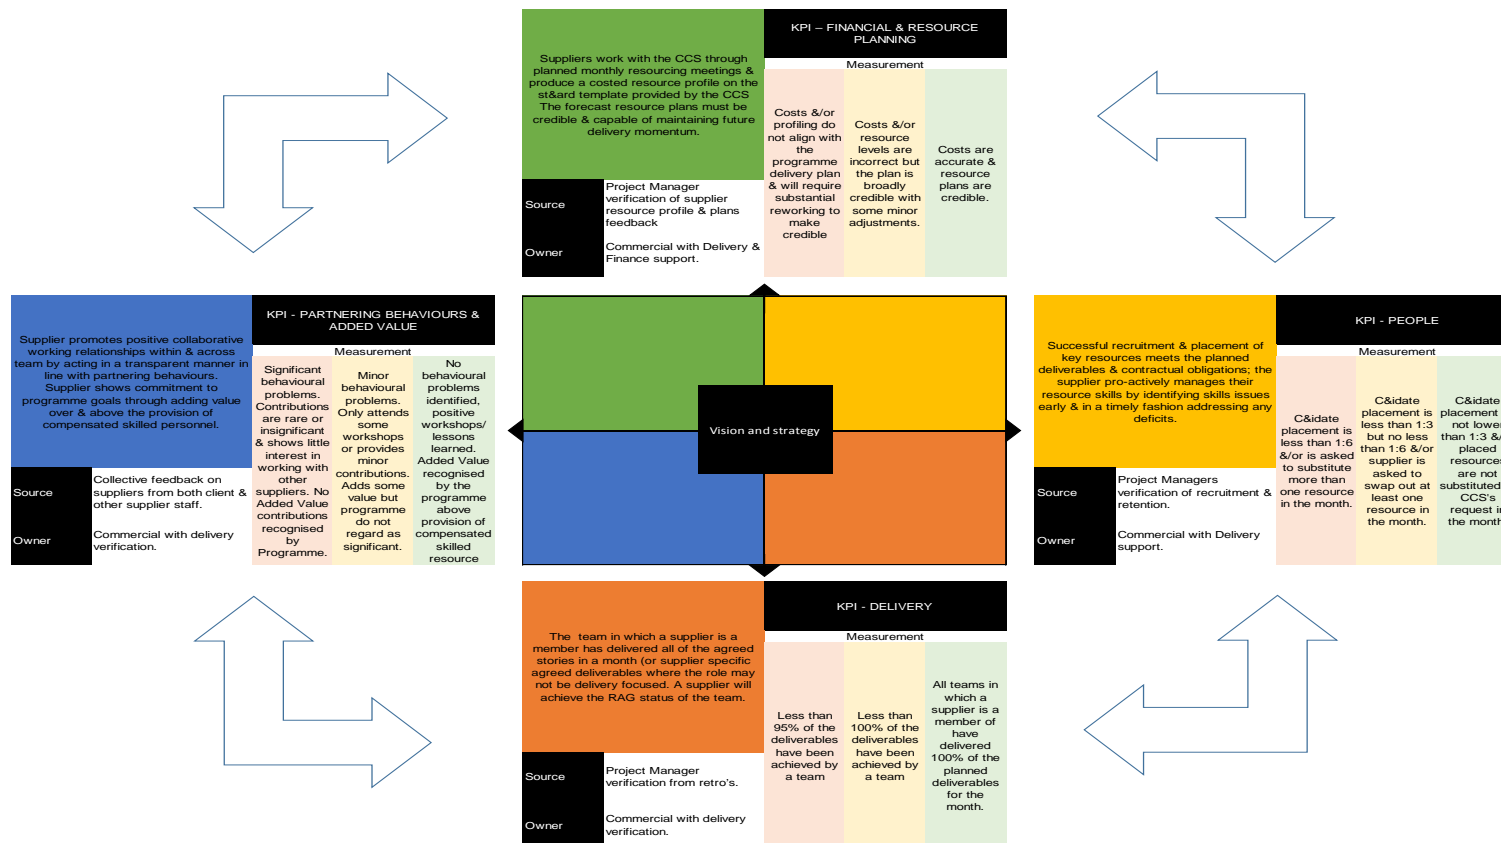 Suppliers work with the CCS through
planned monthly resourcing meetings &
produce a costed resource profile on the
st&ard template provided by the CCS
The forecast resource plans must be
credible & capable of maintaining future
delivery momentum.
KPI – FINANCIAL & RESOURCE
PLANNING
Measurement
Costs &/or
profiling do
not align with
the
programme
delivery plan
& will require
substantial
reworking to
make
credible
Costs &/or
resource
levels are
incorrect but
the plan is
broadly
credible with
some minor
adjustments.
Costs are
accurate &
resource
plans are
credible.
Source
Project Manager
verification of supplier
resource profile & plans
feedback
Owner
Commercial with Delivery &
Finance support.
Supplier promotes positive collaborative
working relationships within & across
team by acting in a transparent manner in
line with partnering behaviours.
Supplier shows commitment to
programme goals through adding value
over & above the provision of
compensated skilled personnel.
KPI - PARTNERING BEHAVIOURS &
ADDED VALUE
Measurement
Significant
behavioural
problems.
Contributions
are rare or
insignificant
& shows little
interest in
working with
other
suppliers. No
Added Value
contributions
recognised
by
Programme.
Minor
behavioural
problems.
Only attends
some
workshops
or provides
minor
contributions.
Adds some
value but
programme
do not
regard as
significant.
No
behavioural
problems
identified,
positive
workshops/
lessons
learned.
Added Value
recognised
by the
programme
above
provision of
compensated
skilled
resource
Source
Collective feedback on
suppliers from both client &
other supplier staff.
Owner
Commercial with delivery
verification.
Vision and strategy
Successful recruitment & placement of
key resources meets the planned
deliverables & contractual obligations; the
supplier pro-actively manages their
resource skills by identifying skills issues
early & in a timely fashion addressing any
deficits.
KPI - PEOPLE
Measurement
C&idate
placement is
less than 1:6
&/or is asked
to substitute
more than
one resource
in the month.
C&idate
placement is
less than 1:3
but no less
than 1:6 &/or
supplier is
asked to
swap out at
least one
resource in
the month.
C&idate
placement
not lower
than 1:3
placed
resources
are not
substituted
CCS's
request
the month
Source
Project Managers
verification of recruitment &
retention.
Owner
Commercial with Delivery
support.
The team in which a supplier is a
member has delivered all of the agreed
stories in a month (or supplier specific
agreed deliverables where the role may
not be delivery focused. A supplier will
achieve the RAG status of the team.
KPI - DELIVERY
Measurement
Less than
95% of the
deliverables
have been
achieved by
a team
Less than
100% of the
deliverables
have been
achieved by
a team
All teams in
which a
supplier is a
member of
have
delivered
100% of the
planned
deliverables
for the
month.
Source
Project Manager
verification from retro's.
Owner
Commercial with delivery
verification.